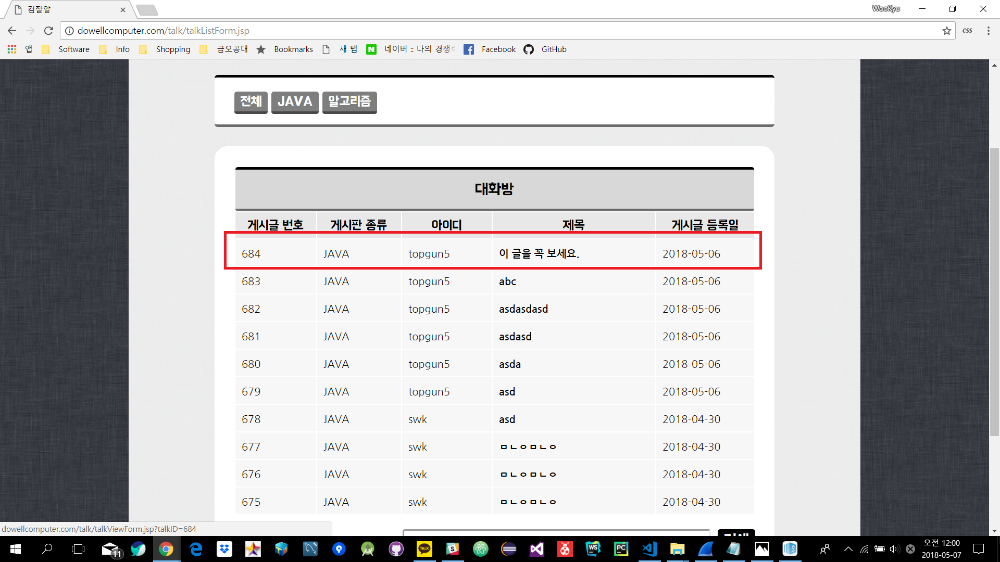 컴잘알
WooKyu
dowellcomputer.com/talk/talkListForm.jsp
css
앱 Software Info Shopping 금오공대 Bookmarks 새 탭 네이버 :: 나의 경쟁력 Facebook GitHub
전체 JAVA 알고리즘
대화방
게시글 번호 게시판 종류 아이디 제목 게시글 등록일
684 JAVA topgun5 이 글을 꼭 보세요. 2018-05-06
683 JAVA topgun5 abc 2018-05-06
682 JAVA topgun5 asdasdasd 2018-05-06
681 JAVA topgun5 asdasd 2018-05-06
680 JAVA topgun5 asda 2018-05-06
679 JAVA topgun5 asd 2018-05-06
678 JAVA swk asd 2018-04-30
677 JAVA swk ㅁㄴㅇㅁㄴㅇ 2018-04-30
676 JAVA swk ㅁㄴㅇㅁㄴㅇ 2018-04-30
675 JAVA swk ㅁㄴㅇㅁㄴㅇ 2018-04-30
dowellcomputer.com/talk/talkViewForm.jsp?talkID=684
11
TALK
WS
PC
오전 12:00
2018-05-07